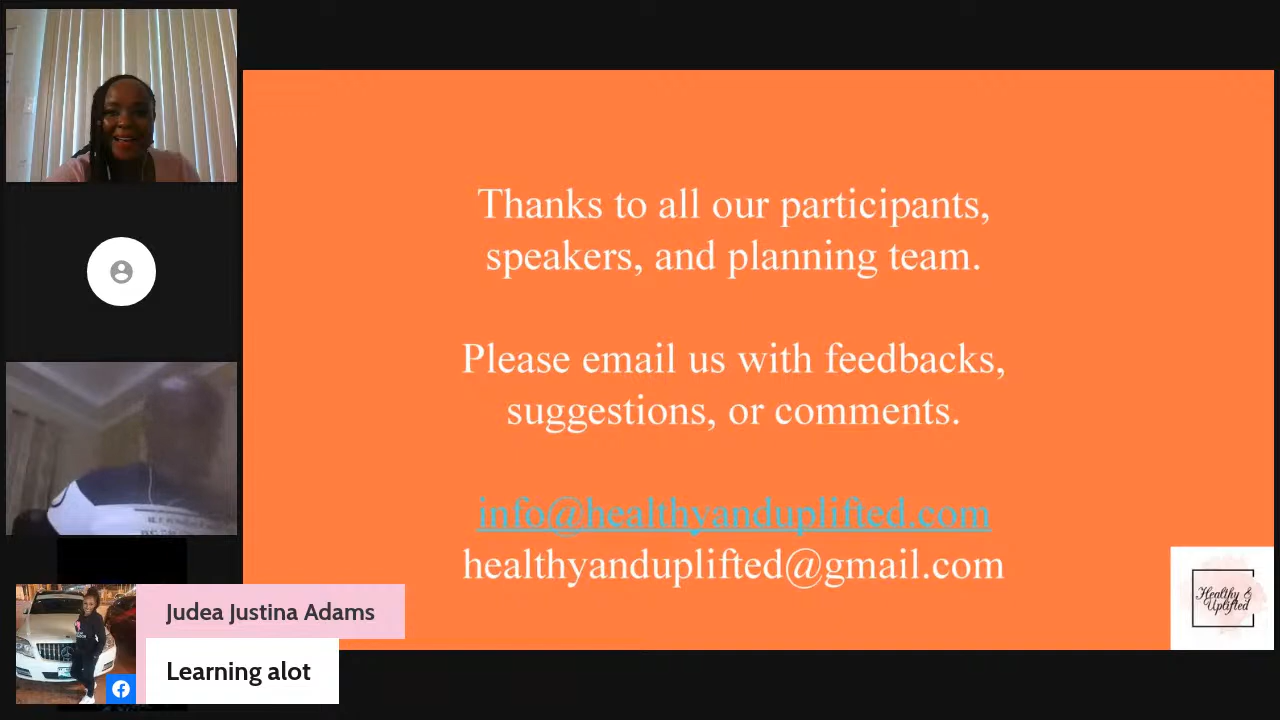 Thanks to all our participants,
speakers, and planning team.
Please email us with feedbacks,
suggestions, or comments.
info@healthyanduplifted.com
healthyanduplifted@gmail.com
Healthy &
Uplifted
Judea Justina Adams
Learning alot